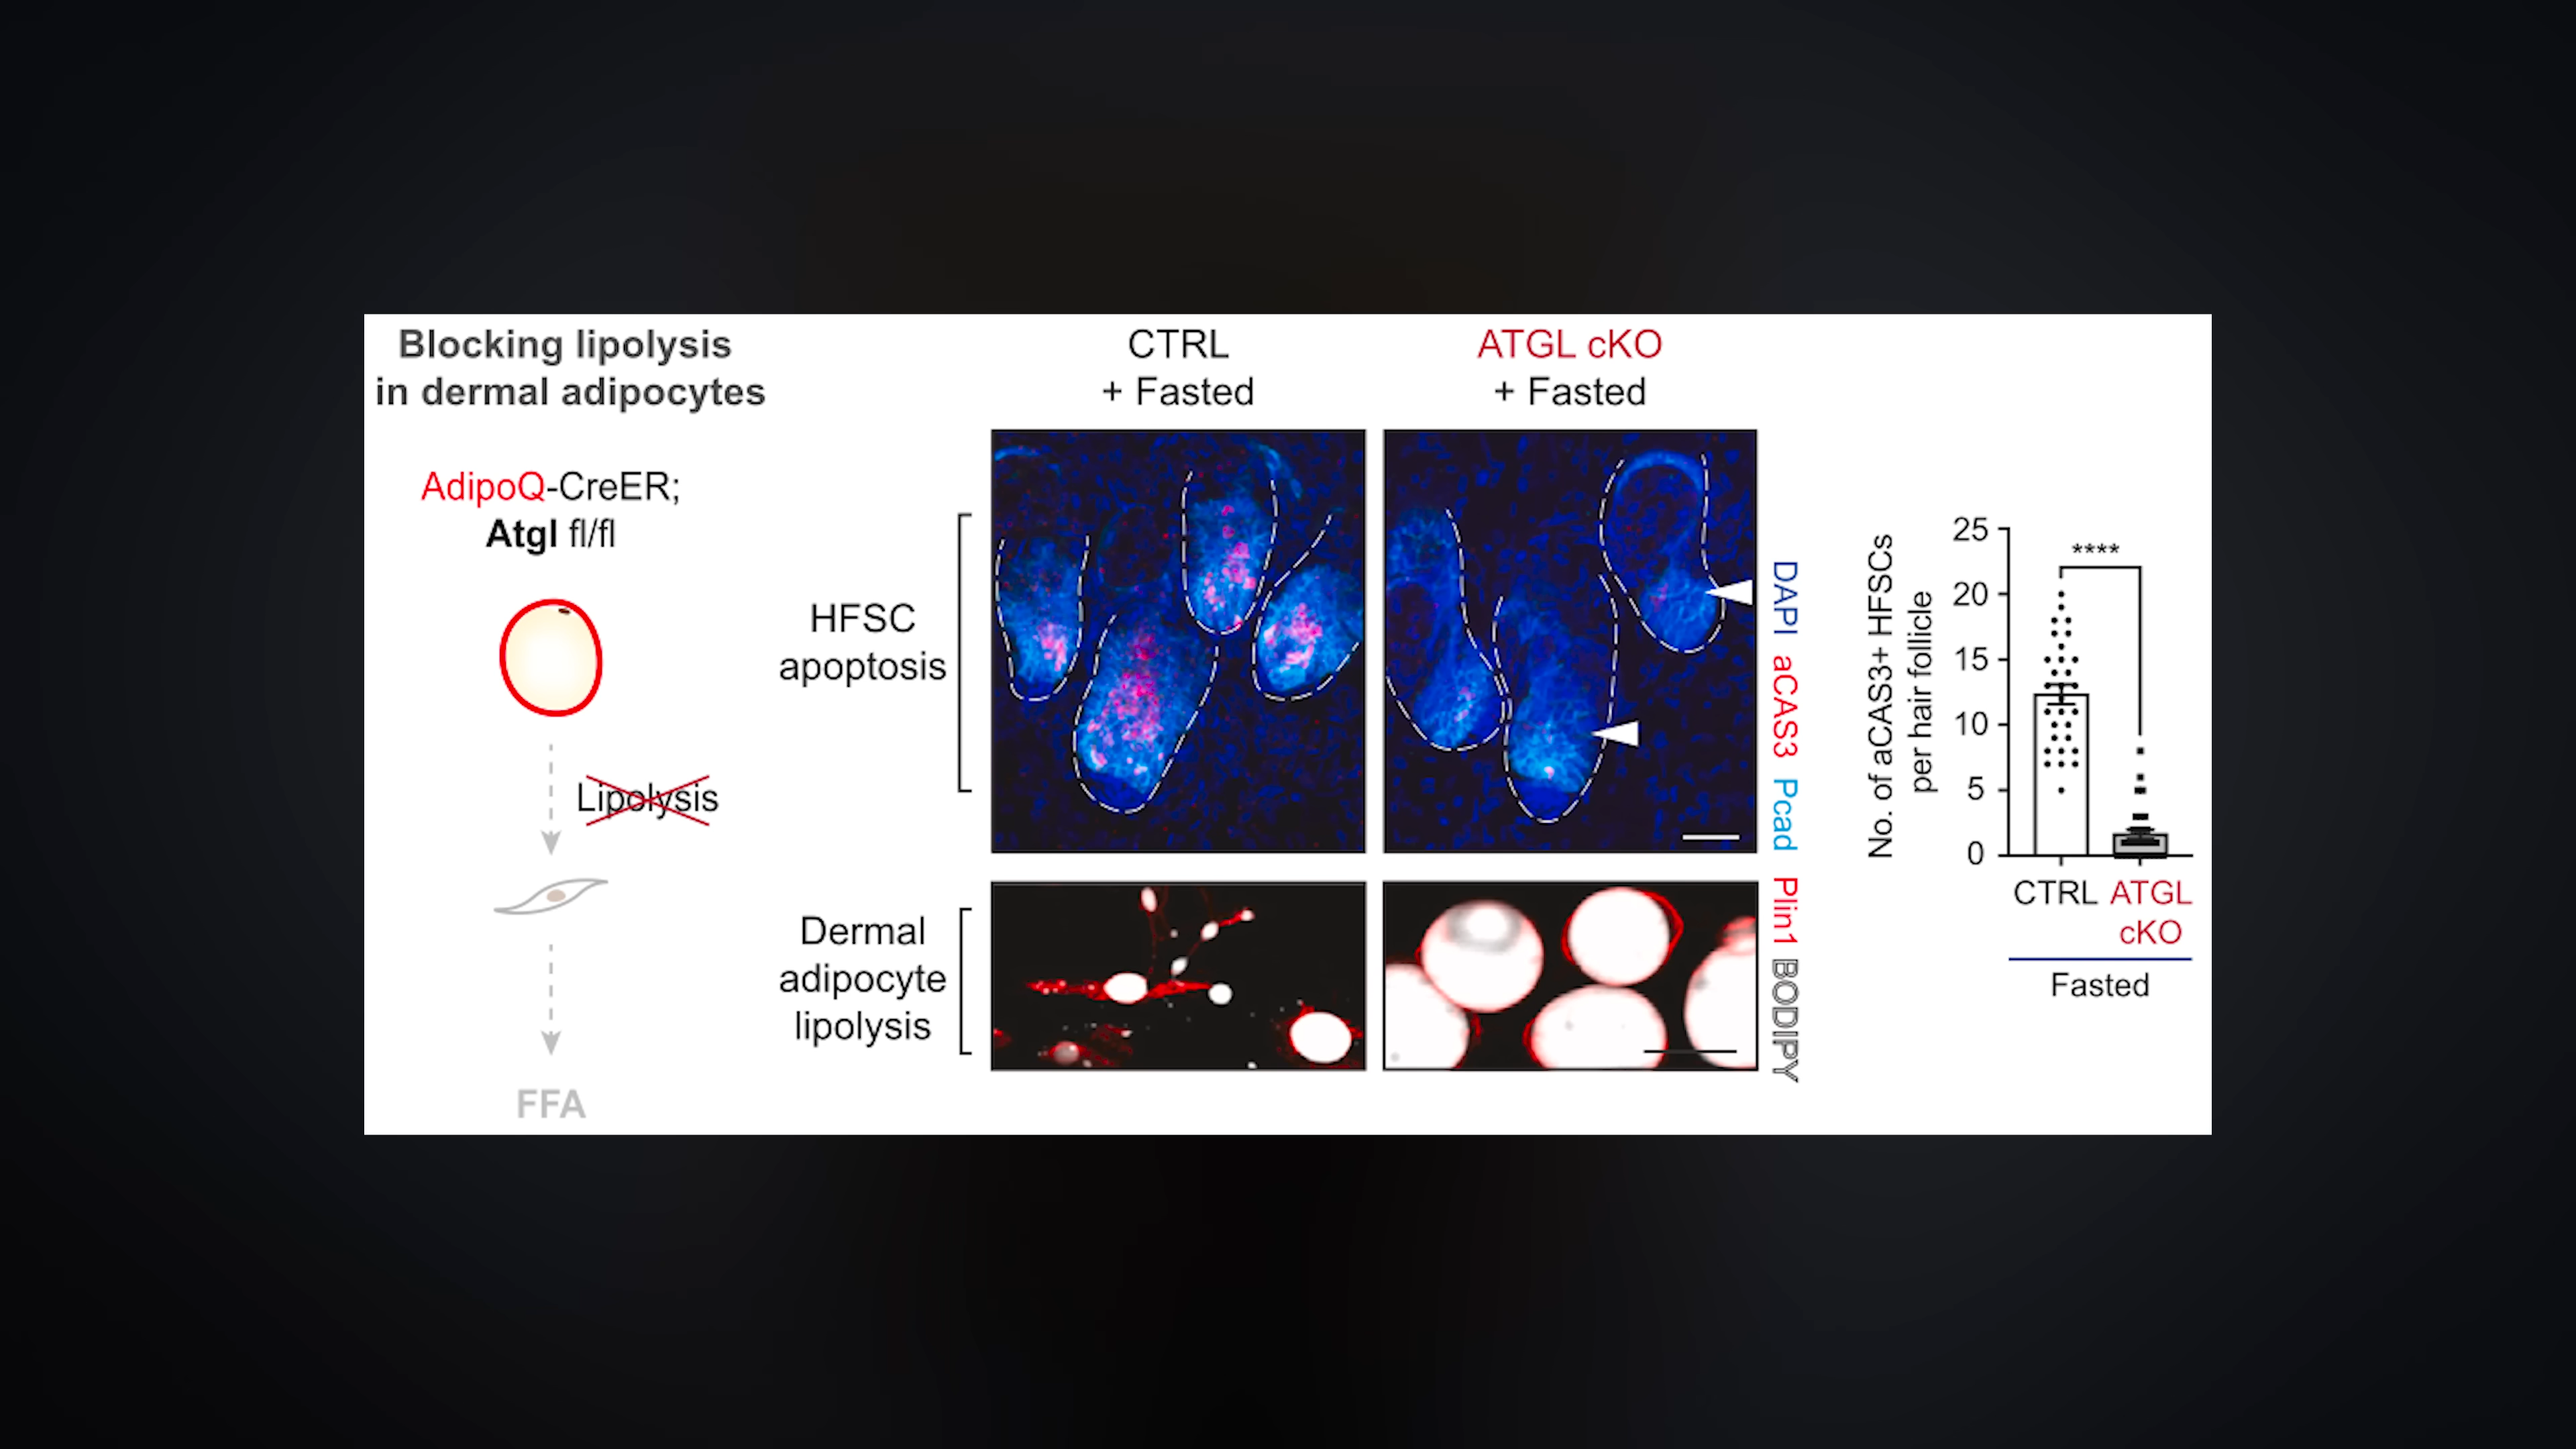 Blocking lipolysis
in dermal adipocytes
AdipoQ-CreER;
Atgl fl/fl
Lipolysis
FFA
CTRL
+ Fasted
ATGL cKO
+ Fasted
HFSC
apoptosis
Dermal
adipocyte
lipolysis
DAPI aCAS3 Pcad
Plin1 BODIPY
No. of aCAS3+ HFSCs
per hair follicle
25
20
15
10
5
0
****
CTRL
ATGL
cKO
Fasted